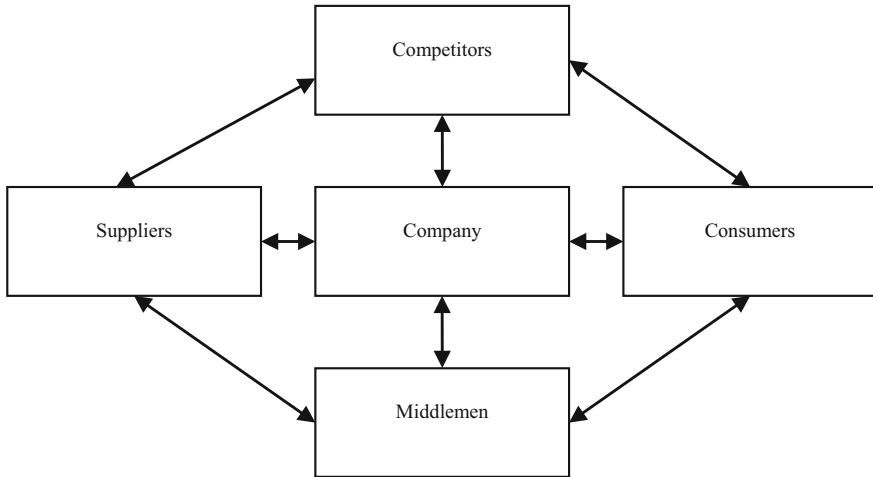 Competitors
Suppliers
Company
Consumers
Middlemen